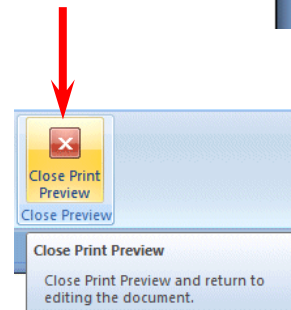 Close Print
Preview
Close Preview
Close Print Preview
Close Print Preview and return to
editing the document.